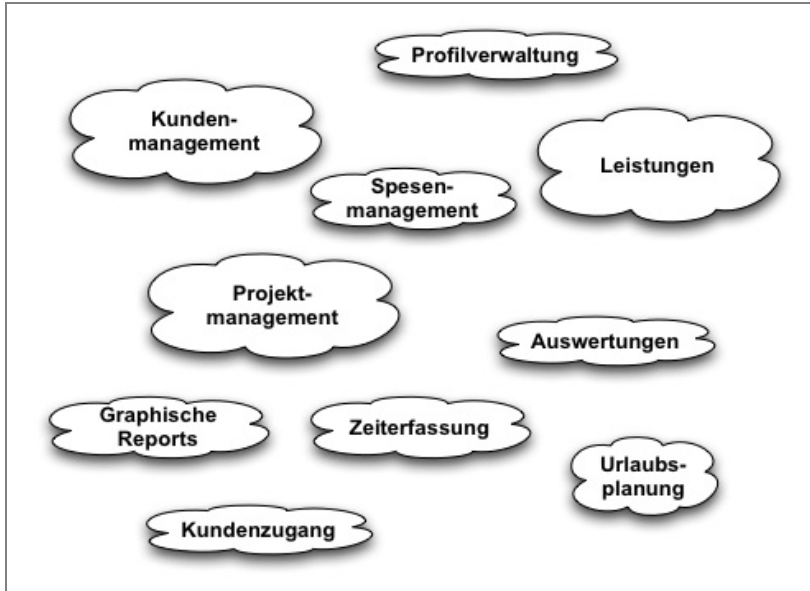 Profilverwaltung
Kunden-
management
Leistungen
Spesen-
management
Projekt-
management
Auswertungen
Graphische
Reports
Zeiterfassung
Urlaubs-
planung
Kundenzugang